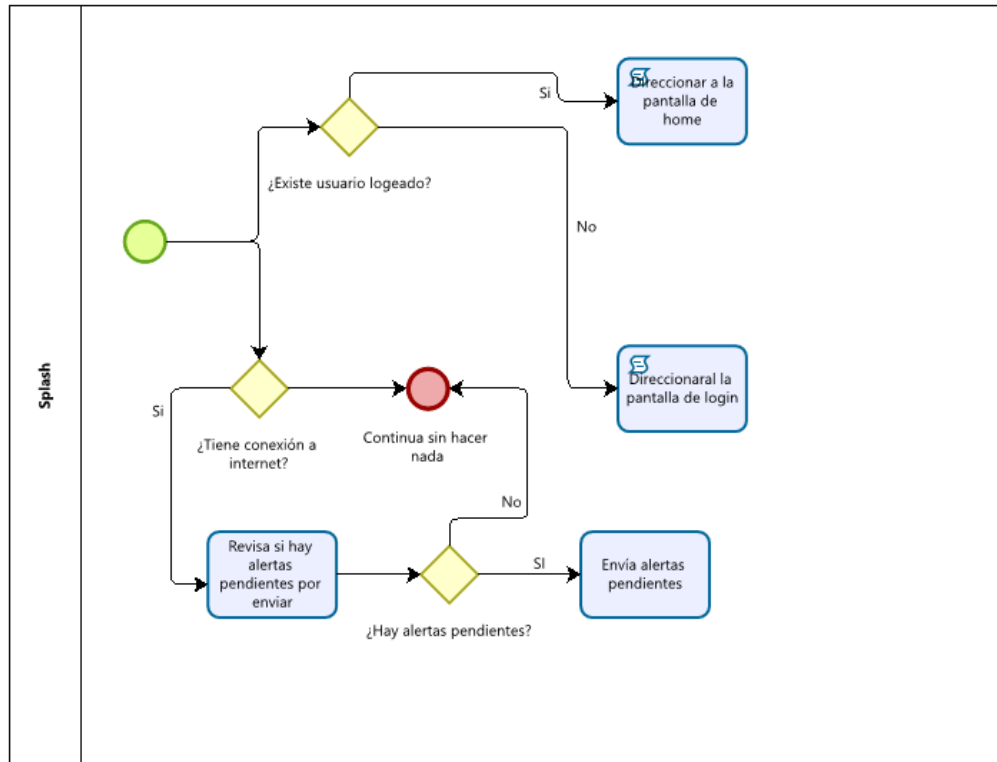 Splash
Si
Direccionar a la
pantalla de
home
¿Existe usuario logeado?
No
Direccionaral la
pantalla de login
Si
¿Tiene conexión a
internet?
Continua sin hacer
nada
No
Revisa si hay
alertas
pendientes por
enviar
SI
Envía alertas
pendientes
¿Hay alertas pendientes?